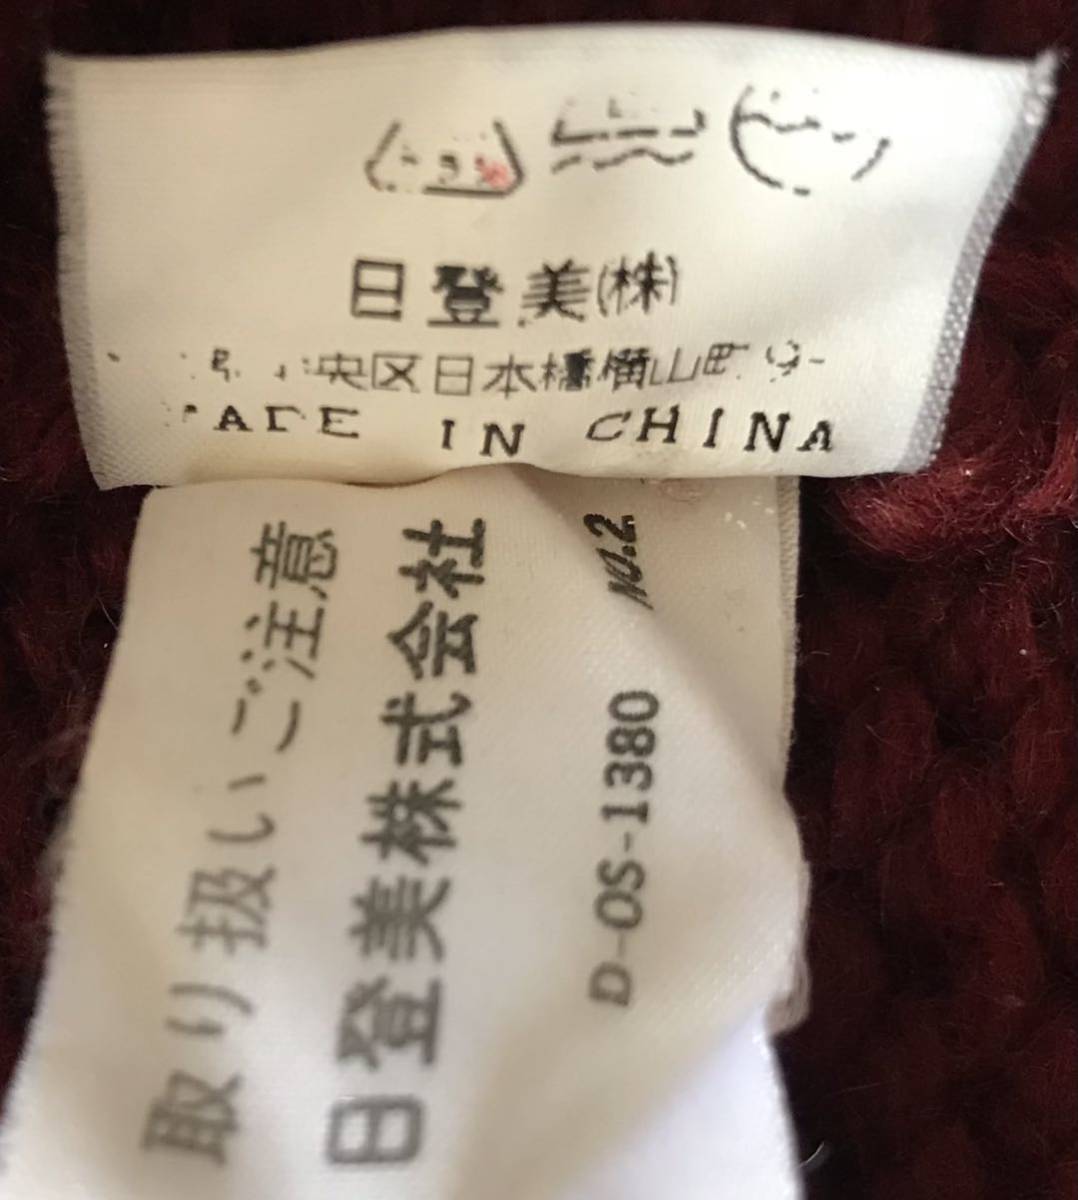 日登美(株)
央区日本橋横山町
MADE IN CHINA
取り扱いご注意
日登美株式会社
D-OS-1380 NO.2